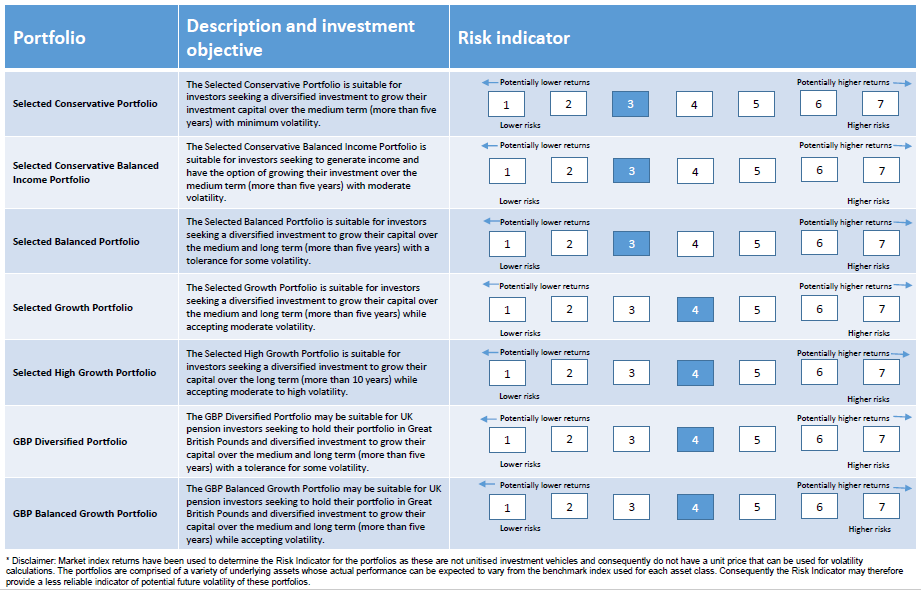 Portfolio
Description and investment
objective
Risk indicator
Selected Conservative Portfolio
The Selected Conservative Portfolio is suitable for
investors seeking a diversified investment to grow their
investment capital over the medium term (more than five
years) with minimum volatility.
Potentially lower returns
Potentially higher returns
1 2 3 4 5 6 7
Lower risks
Higher risks
Selected Conservative Balanced
Income Portfolio
The Selected Conservative Balanced Income Portfolio is
suitable for investors seeking to generate income and
have the option of growing their investment over the
medium term (more than five years) with moderate
volatility.
Potentially lower returns
Potentially higher returns
1 2 3 4 5 6 7
Lower risks
Higher risks
Selected Balanced Portfolio
The Selected Balanced Portfolio is suitable for investors
seeking a diversified investment to grow their capital over
the medium and long term (more than five years) with a
tolerance for some volatility.
Potentially lower returns
Potentially higher returns
1 2 3 4 5 6 7
Lower risks
Higher risks
Selected Growth Portfolio
The Selected Growth Portfolio is suitable for investors
seeking a diversified investment to grow their capital over
the medium and long term (more than five years) while
accepting moderate volatility.
Potentially lower returns
Potentially higher returns
1 2 3 4 5 6 7
Lower risks
Higher risks
Selected High Growth Portfolio
The Selected High Growth Portfolio is suitable for
investors seeking a diversified investment to grow their
capital over the long term (more than 10 years) while
accepting moderate to high volatility.
Potentially lower returns
Potentially higher returns
1 2 3 4 5 6 7
Lower risks
Higher risks
GBP Diversified Portfolio
The GBP Diversified Portfolio may be suitable for UK
pension investors seeking to hold their portfolio in Great
British Pounds and diversified investment to grow their
capital over the medium and long term (more than five
years) with a tolerance for some volatility.
Potentially lower returns
Potentially higher returns
1 2 3 4 5 6 7
Lower risks
Higher risks
GBP Balanced Growth Portfolio
The GBP Balanced Growth Portfolio may be suitable for UK
pension investors seeking to hold their portfolio in Great
British Pounds and diversified investment to grow their
capital over the medium and long term (more than five
years) while accepting volatility.
Potentially lower returns
Potentially higher returns
1 2 3 4 5 6 7
Lower risks
Higher risks
* Disclaimer: Market index returns have been used to determine the Risk Indicator for the portfolios as these are not unitised investment vehicles and consequently do not have a unit price that can be used for volatility
calculations. The portfolios are comprised of a variety of underlying assets whose actual performance can be expected to vary from the benchmark index used for each asset class. Consequently the Risk Indicator may therefore
provide a less reliable indicator of potential future volatility of these portfolios.